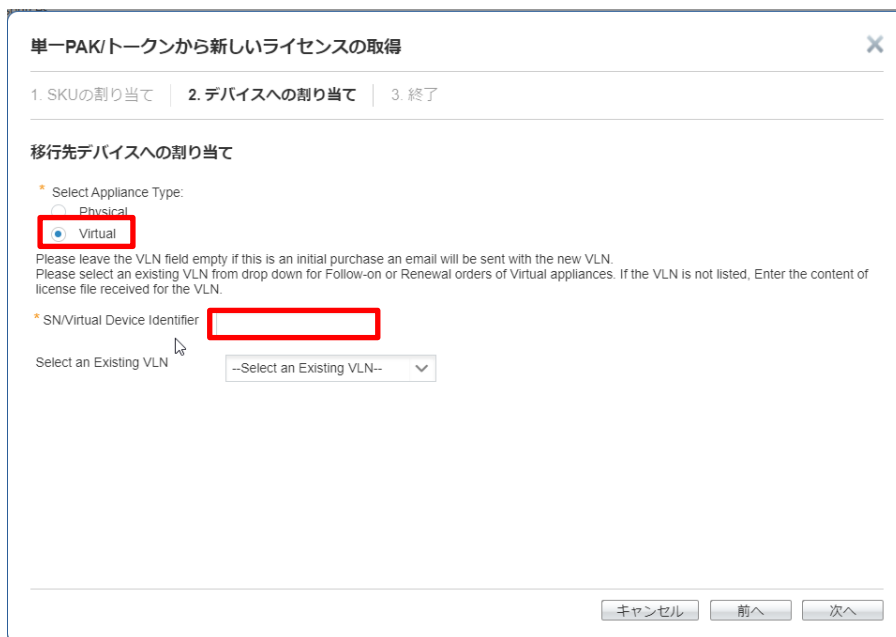 単一PAK/トークンから新しいライセンスの取得
1. SKUの割り当て 2. デバイスへの割り当て 3. 終了
移行先デバイスへの割り当て
* Select Appliance Type:
Physical
Virtual
Please leave the VLN field empty if this is an initial purchase an email will be sent with the new VLN.
Please select an existing VLN from drop down for Follow-on or Renewal orders of Virtual appliances. If the VLN is not listed, Enter the content of
license file received for the VLN.
* SN/Virtual Device Identifier
Select an Existing VLN --Select an Existing VLN--
キャンセル 前へ 次へ